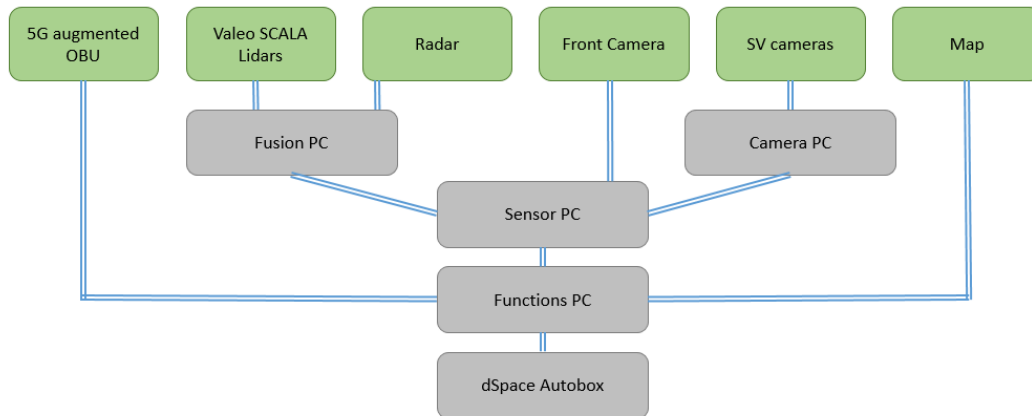 5G augmented
OBU
Valeo SCALA
Lidars
Radar
Front Camera
SV cameras
Map
Fusion PC
Camera PC
Sensor PC
Functions PC
dSpace Autobox